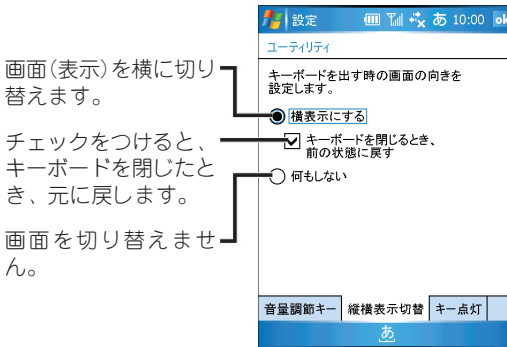 画面（表示）を横に切り
替えます。
チェックをつけると、
キーボードを閉じたと
き、元に戻します。
画面を切り替えませ
ん。
設定 あ 10:00 ok
ユーティリティ
キーボードを出す時の画面の向きを
設定します。
横表示にする
キーボードを閉じるとき、
前の状態に戻す
何もしない
音量調節キー 縦横表示切替 キー点灯
あ